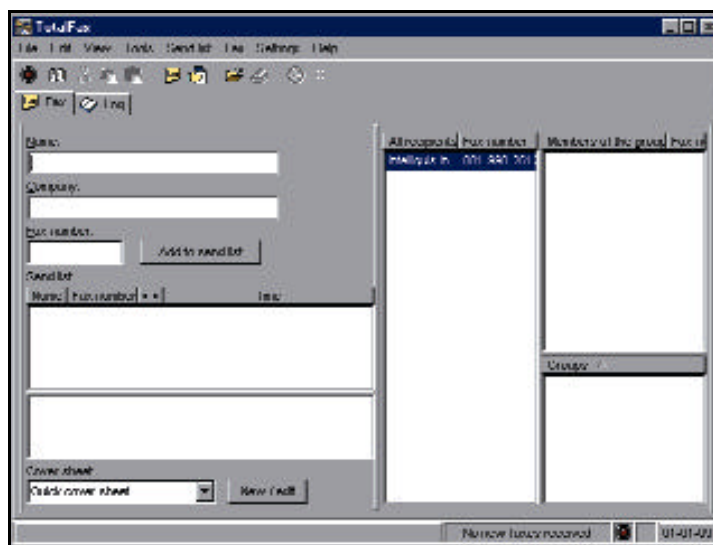 TotalFax
File Edit View Tools Send list Fax Settings Help
Fax Log
Name:
Company:
Fax number:
Add to send list
Send list
Name Fax number Time
Cover sheet
Quick cover sheet
New / edit
All recipients Fax number
Members of the group Fax
Groups
No new faxes received